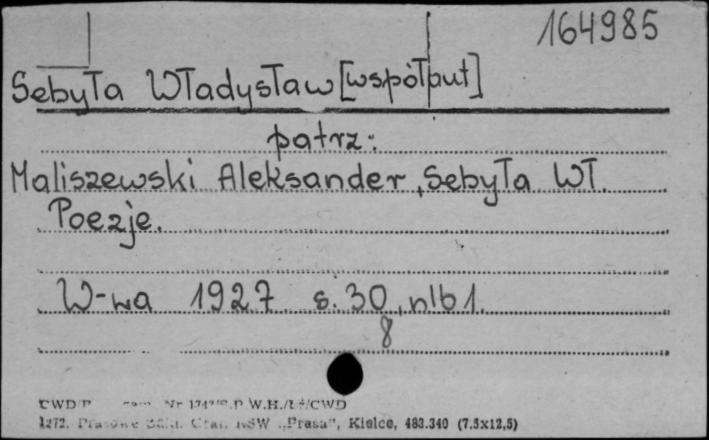 164985
Sebyła Władysław [współaut]
patrz:
Maliszewski Aleksander, Sebyła Wł.
Poezje.
W-wa 1927 s. 30, nlb 1.
8
W.H./CWD
1272. Kielce, 483.340 (7.5x12,5)